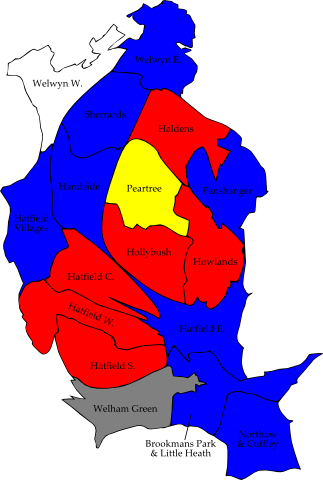 Welwyn E.
Welwyn W.
Sherrards
Haldens
Handside
Peartree
Panshanger
Hatfield
Villages
Hollybush
Howlands
Hatfield C.
Hatfield W.
Hatfield E.
Hatfield S.
Welham Green
Brookmans Park
& Little Heath
Northaw
& Cuffley